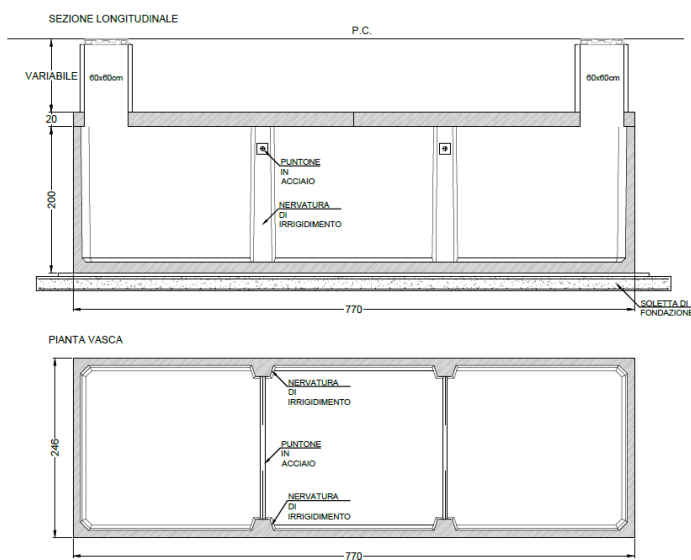 SEZIONE LONGITUDINALE
P.C.
VARIABILE
60x60cm
60x60cm
20
PUNTONE
IN
ACCIAIO
200
NERVATURA
DI
IRRIGIDIMENTO
770
SOLETTA DI
FONDAZIONE
PIANTA VASCA
NERVATURA
DI
IRRIGIDIMENTO
246
PUNTONE
IN
ACCIAIO
NERVATURA
DI
IRRIGIDIMENTO
770